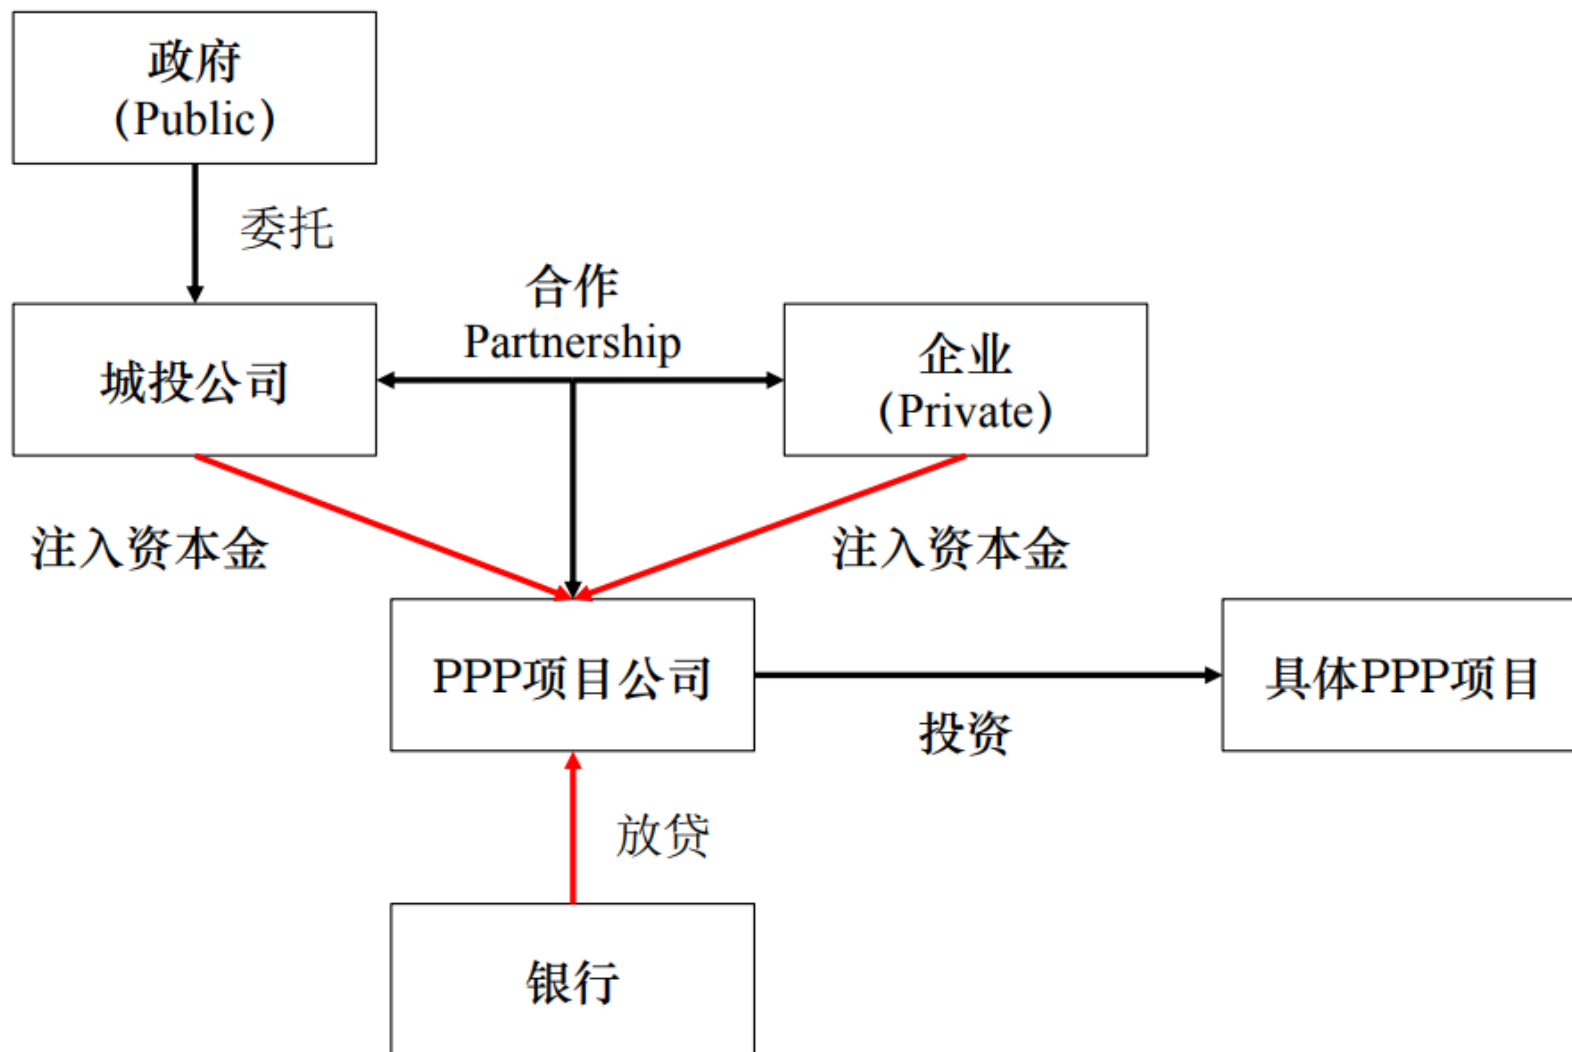 政府
（Public）
委托
合作
Partnership
城投公司
企业
（Private）
注入资本金
注入资本金
PPP项目公司
具体PPP项目
投资
放贷
银行